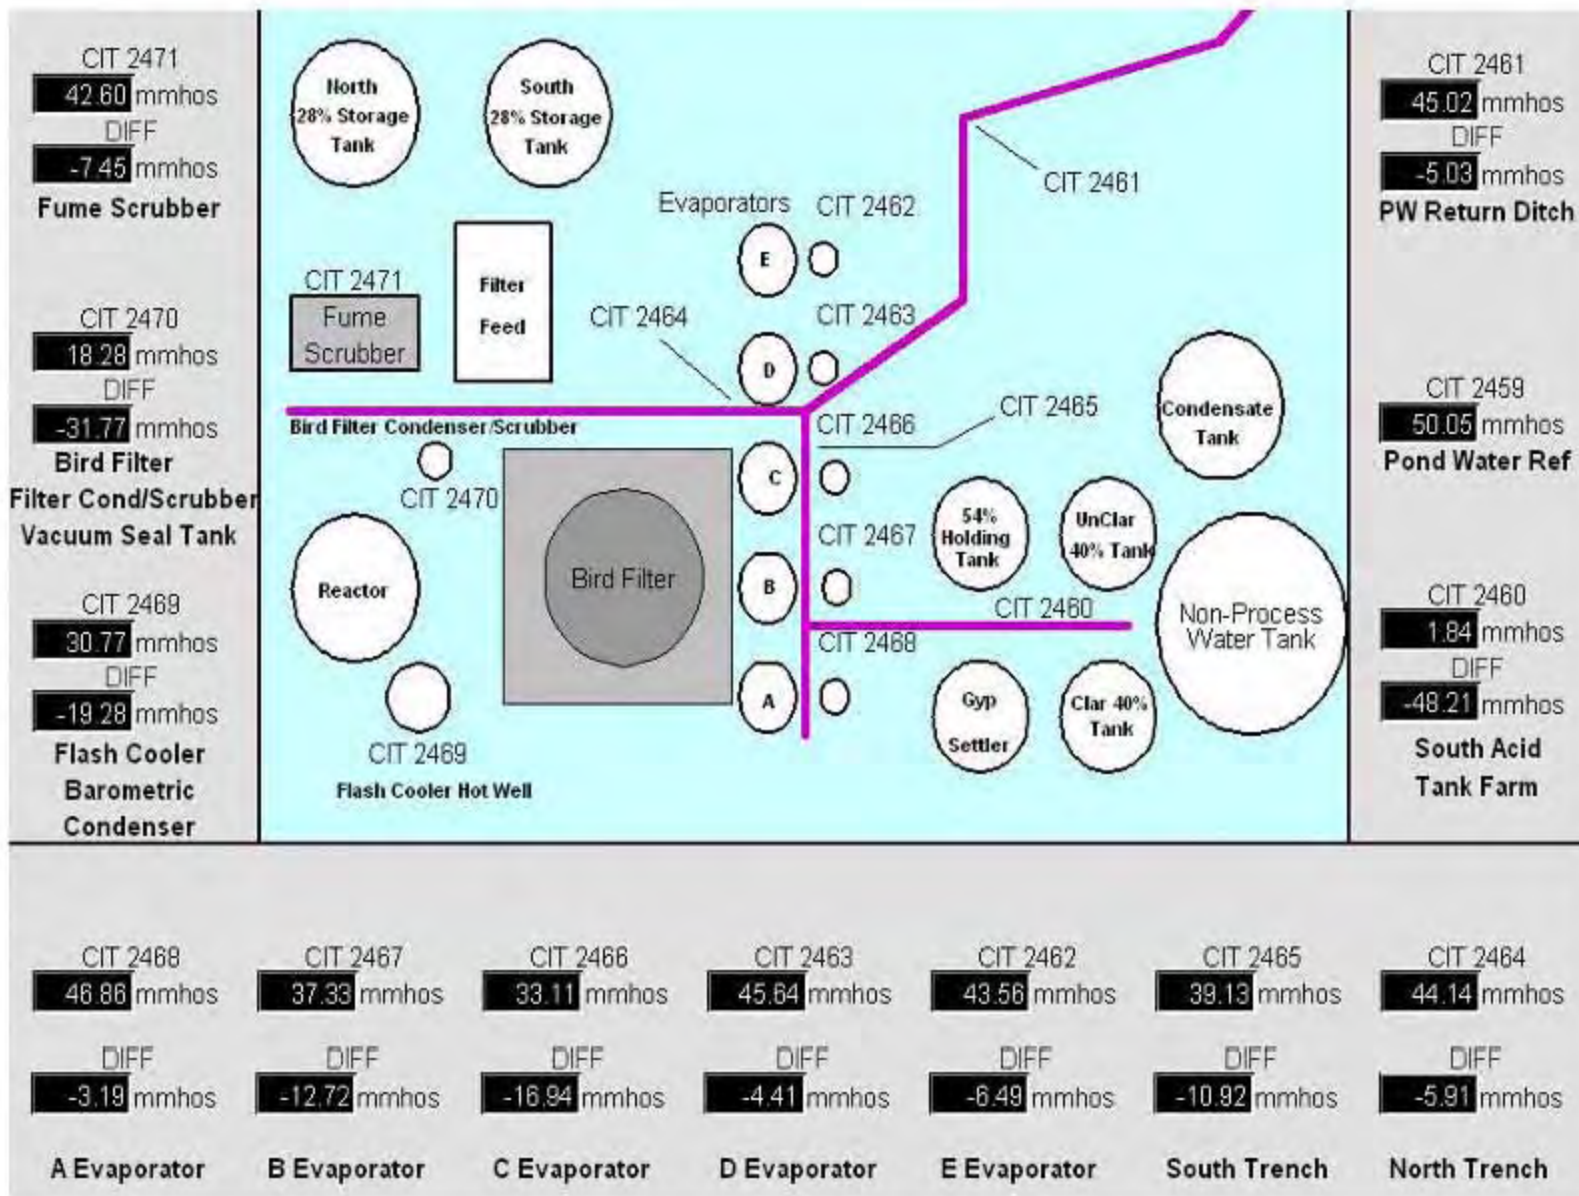 CIT 2471
42.60 mmhos
DIFF
-7.45 mmhos
Fume Scrubber
CIT 2470
18.28 mmhos
DIFF
-31.77 mmhos
Bird Filter
Filter Cond/Scrubber
Vacuum Seal Tank
CIT 2469
30.77 mmhos
DIFF
-19.28 mmhos
Flash Cooler
Barometric
Condenser
North
28% Storage
Tank
South
28% Storage
Tank
CIT 2461
Evaporators
CIT 2462
E
CIT 2471
Fume
Scrubber
Filter
Feed
CIT 2464
CIT 2463
D
Bird Filter Condenser/Scrubber
CIT 2466
CIT 2465
Condensate
Tank
CIT 2470
C
Reactor
Bird Filter
CIT 2467
B
54%
Holding
Tank
UnClar
40% Tank
CIT 2460
Non-Process
Water Tank
CIT 2468
A
Gyp
Settler
Clar 40%
Tank
CIT 2469
Flash Cooler Hot Well
CIT 2461
45.02 mmhos
DIFF
-5.03 mmhos
PW Return Ditch
CIT 2459
50.05 mmhos
Pond Water Ref
CIT 2460
1.84 mmhos
DIFF
-48.21 mmhos
South Acid
Tank Farm
CIT 2468
46.86 mmhos
DIFF
-3.19 mmhos
A Evaporator
CIT 2467
37.33 mmhos
DIFF
-12.72 mmhos
B Evaporator
CIT 2466
33.11 mmhos
DIFF
-16.94 mmhos
C Evaporator
CIT 2463
45.64 mmhos
DIFF
-4.41 mmhos
D Evaporator
CIT 2462
43.56 mmhos
DIFF
-6.49 mmhos
E Evaporator
CIT 2465
39.13 mmhos
DIFF
-10.92 mmhos
South Trench
CIT 2464
44.14 mmhos
DIFF
-5.91 mmhos
North Trench